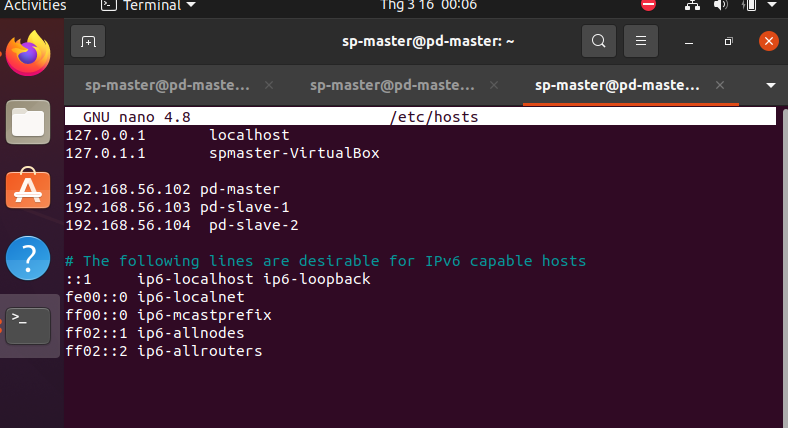 Activities
Terminal
Thg 3 16 00:06
sp-master@pd-master: ~
sp-master@pd-maste...
sp-master@pd-maste...
sp-master@pd-maste...
GNU nano 4.8 /etc/hosts
127.0.0.1 localhost
127.0.1.1 spmaster-VirtualBox
192.168.56.102 pd-master
192.168.56.103 pd-slave-1
192.168.56.104 pd-slave-2
# The following lines are desirable for IPv6 capable hosts
::1 ip6-localhost ip6-loopback
fe00::0 ip6-localnet
ff00::0 ip6-mcastprefix
ff02::1 ip6-allnodes
ff02::2 ip6-allrouters